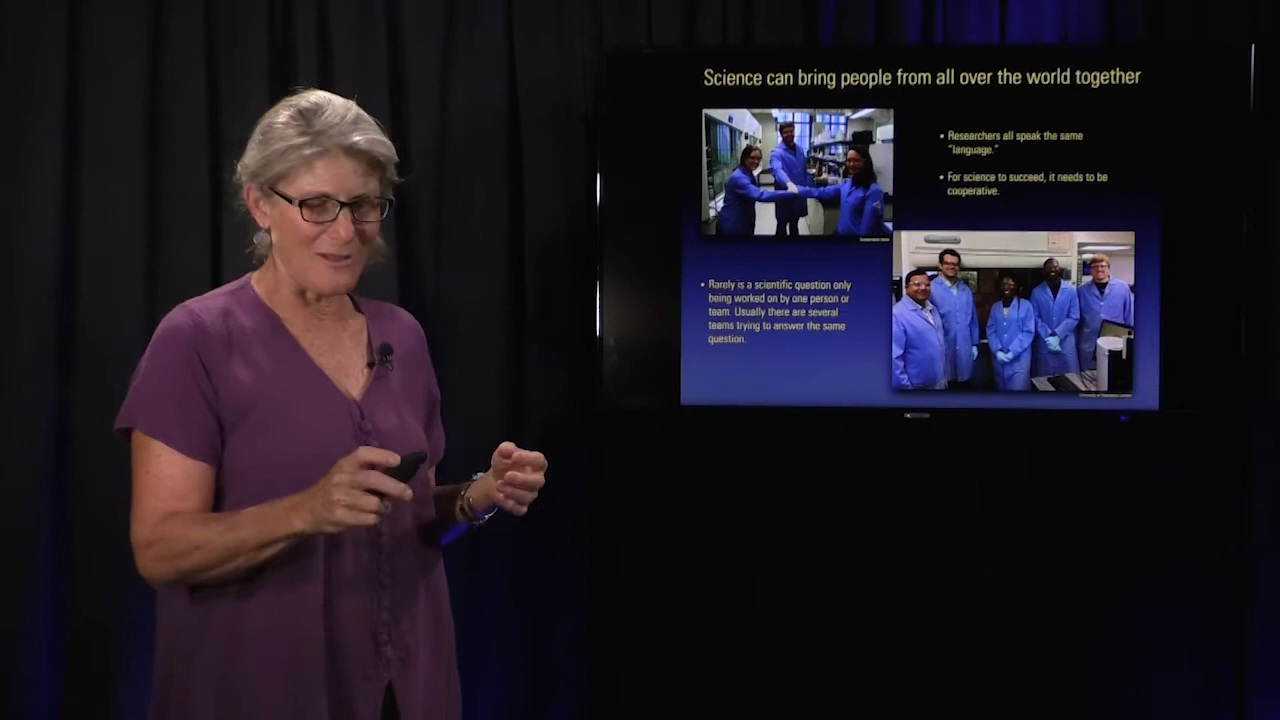 Science can bring people from all over the world together
• Researchers all speak the same
"language."
• For science to succeed, it needs to be
cooperative.
• Rarely is a scientific question only
being worked on by one person or
team. Usually there are several
teams trying to answer the same
question.